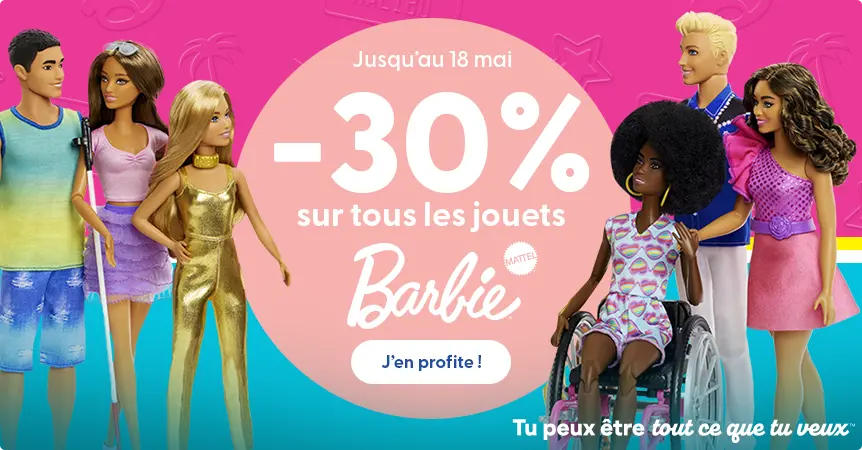 Jusqu'au 18 mai
-30%
sur tous les jouets
Barbie
MATTEL
J'en profite !
Tu peux être tout ce que tu veux™